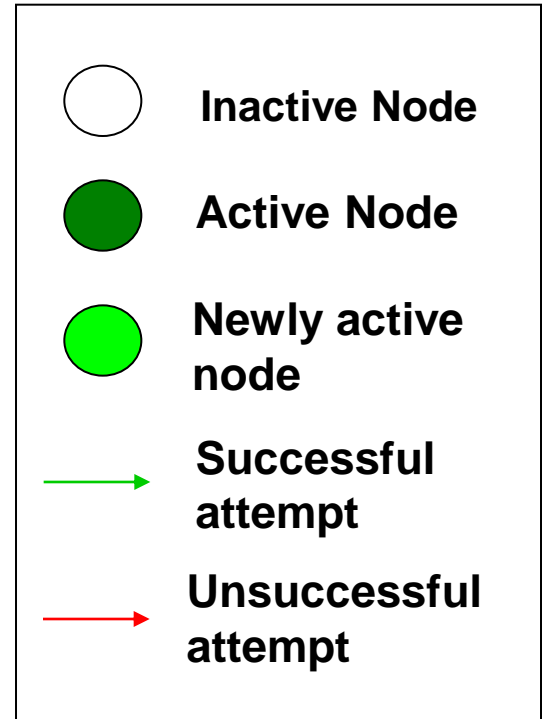 Inactive Node
Active Node
Newly active
node
Successful
attempt
Unsuccessful
attempt